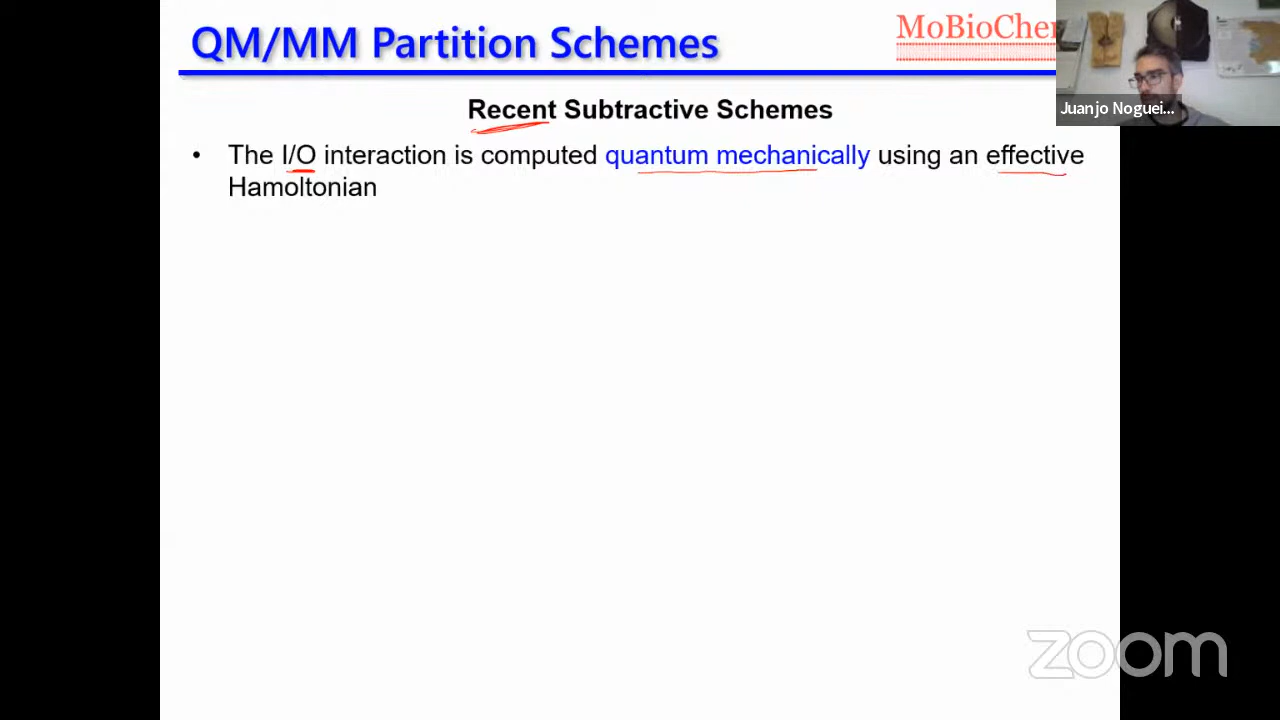 QM/MM Partition Schemes
MoBioChem
Juanjo Noguei...
Recent Subtractive Schemes
• The I/O interaction is computed quantum mechanically using an effective
Hamoltonian
zoom